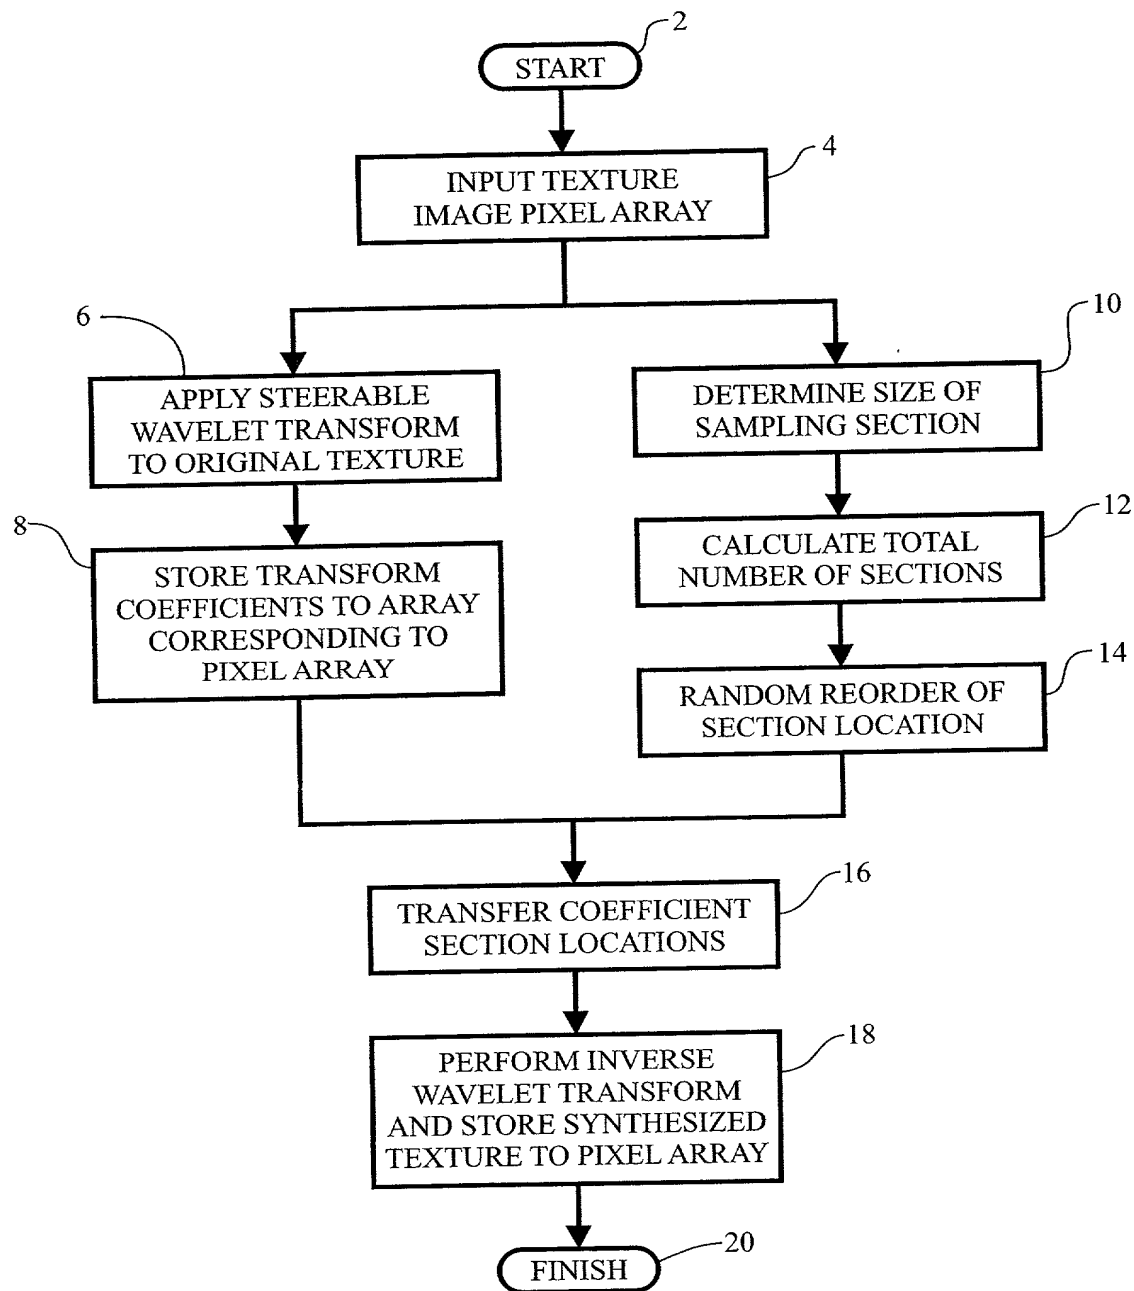 2
START
4
INPUT TEXTURE
IMAGE PIXEL ARRAY
6
APPLY STEERABLE
WAVELET TRANSFORM
TO ORIGINAL TEXTURE
8
STORE TRANSFORM
COEFFICIENTS TO ARRAY
CORRESPONDING TO
PIXEL ARRAY
10
DETERMINE SIZE OF
SAMPLING SECTION
12
CALCULATE TOTAL
NUMBER OF SECTIONS
14
RANDOM REORDER OF
SECTION LOCATION
16
TRANSFER COEFFICIENT
SECTION LOCATIONS
18
PERFORM INVERSE
WAVELET TRANSFORM
AND STORE SYNTHESIZED
TEXTURE TO PIXEL ARRAY
20
FINISH